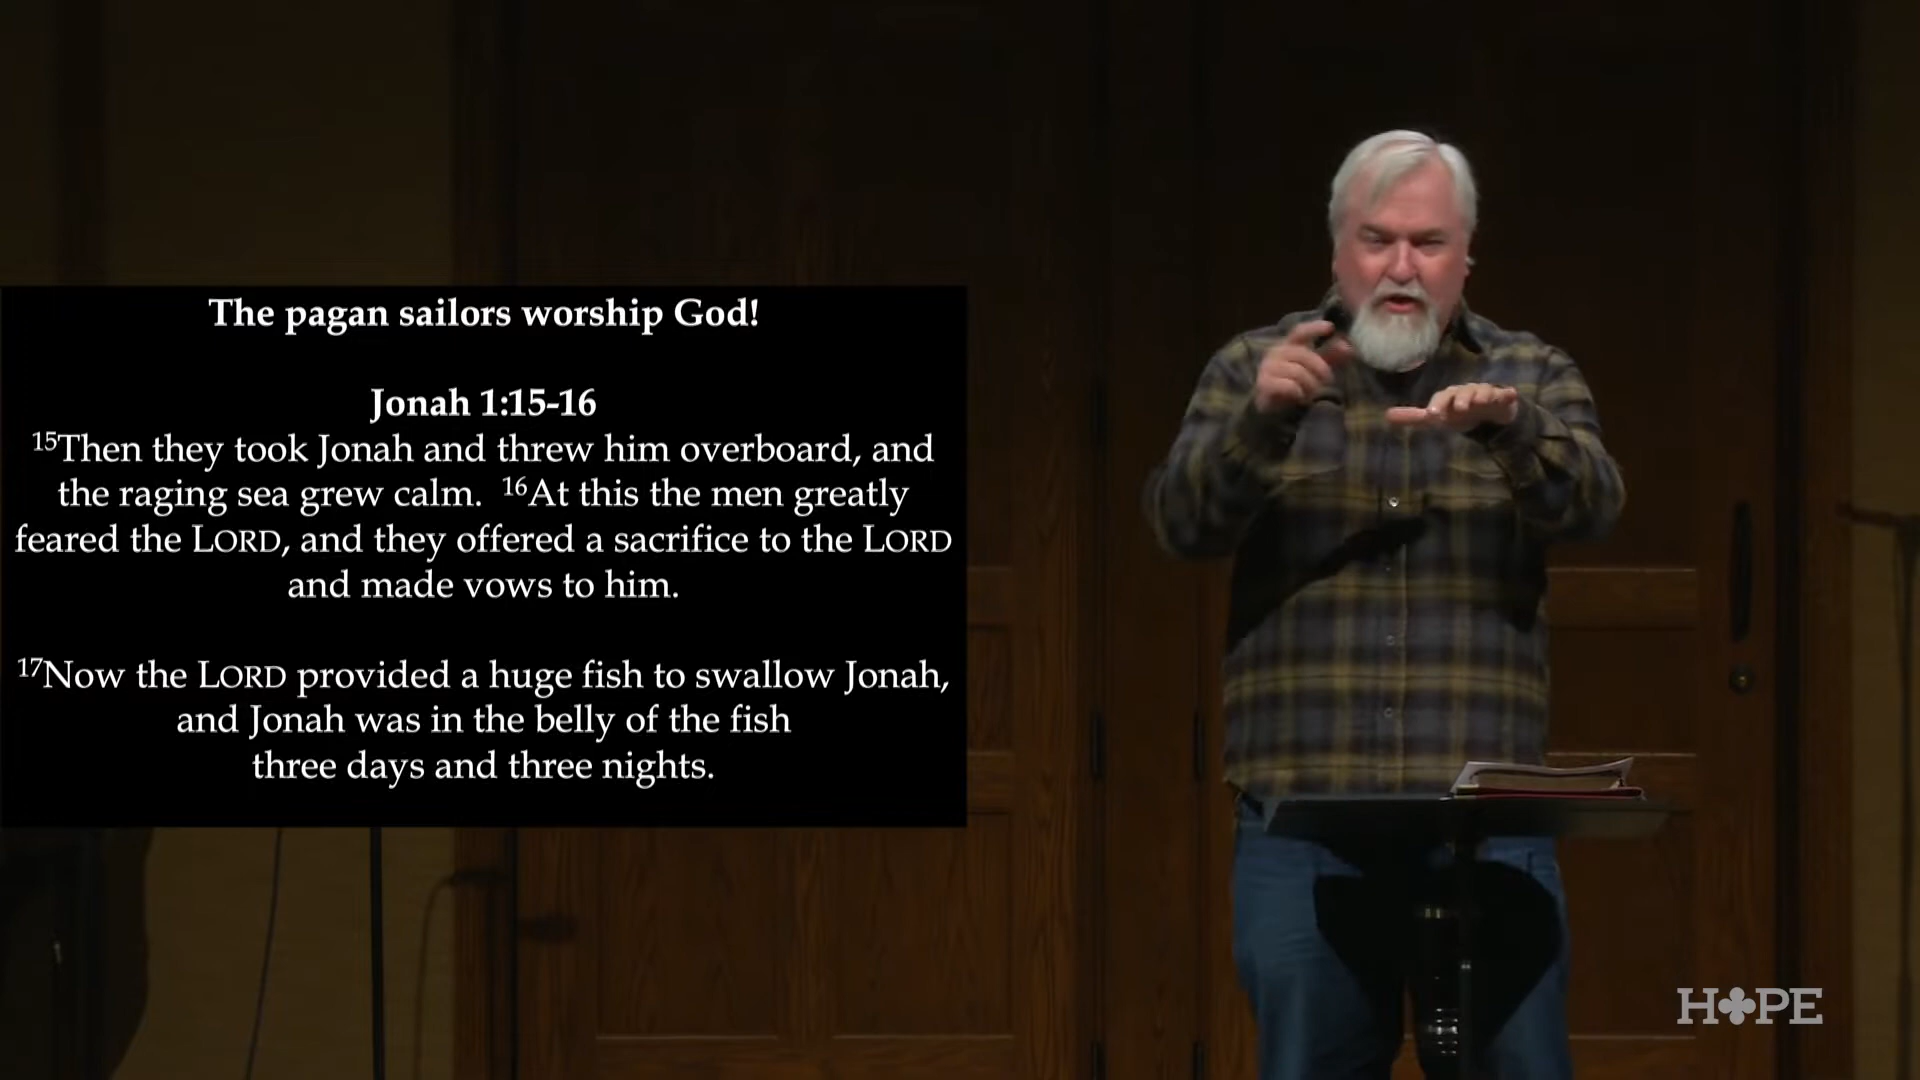 The pagan sailors worship God!
Jonah 1:15-16
15Then they took Jonah and threw him overboard, and
the raging sea grew calm. 16At this the men greatly
feared the LORD, and they offered a sacrifice to the LORD
and made vows to him.
17Now the LORD provided a huge fish to swallow Jonah,
and Jonah was in the belly of the fish
three days and three nights.
HOPE